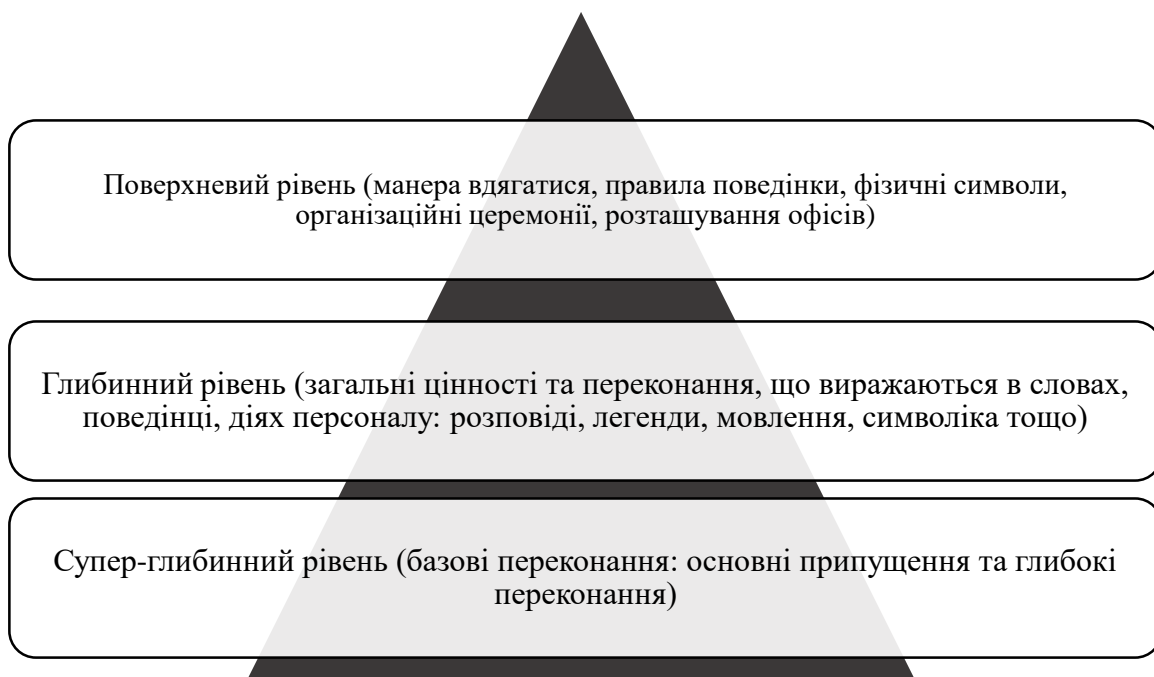 Поверхневий рівень (манера вдягатися, правила поведінки, фізичні символи,
організаційні церемонії, розташування офісів)
Глибинний рівень (загальні цінності та переконання, що виражаються в словах,
поведінці, діях персоналу: розповіді, легенди, мовлення, символіка тощо)
Супер-глибинний рівень (базові переконання: основні припущення та глибокі
переконання)